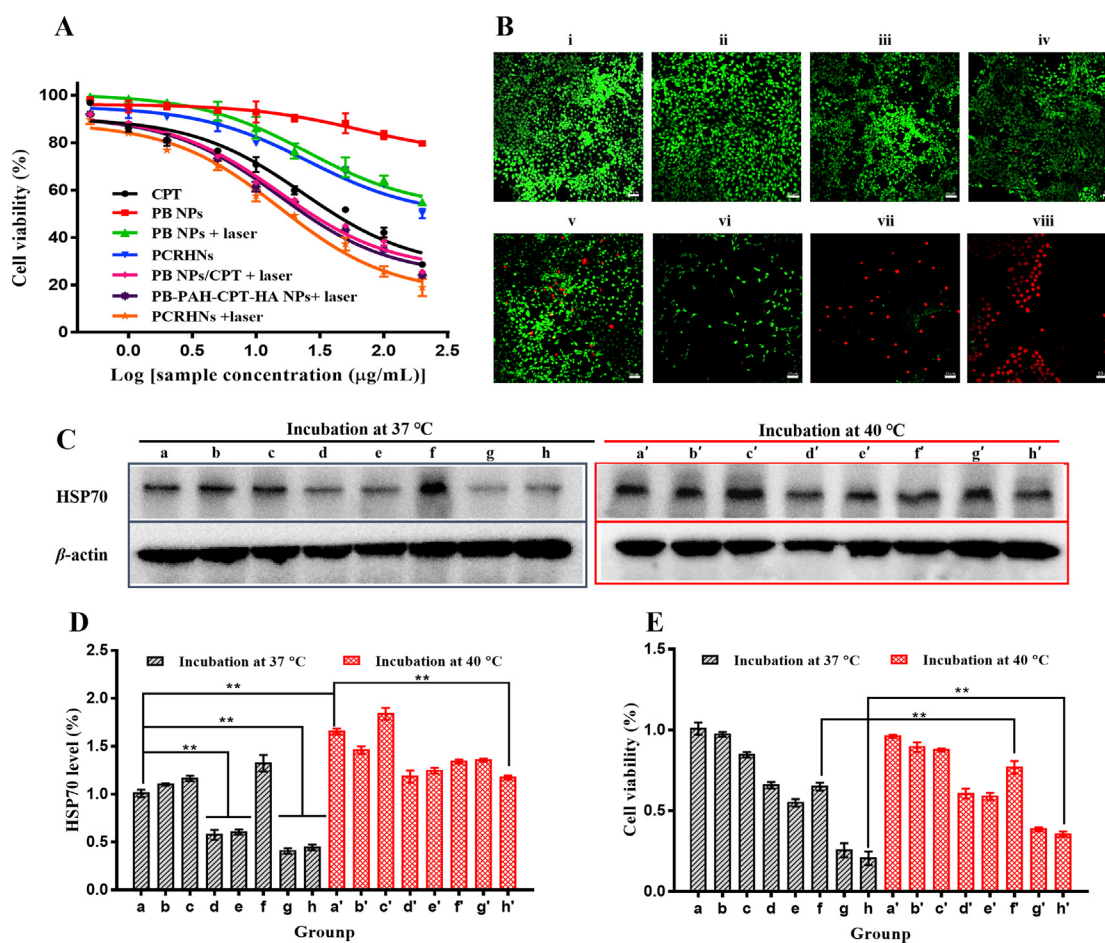 A
100
80
60
40
20
0
Cell viability (%)
CPT
PB NPs
PB NPs + laser
PCRHNs
PB NPs/CPT + laser
PB-PAH-CPT-HA NPs+ laser
PCRHNs +laser
0.0 0.5 1.0 1.5 2.0 2.5
Log [sample concentration (μg/mL)]
B
i ii iii iv
v vi vii viii
C
Incubation at 37 °C
a b c d e f g h
Incubation at 40 °C
a′ b′ c′ d′ e′ f′ g′ h′
HSP70
β-actin
D
2.5
2.0
1.5
1.0
0.5
0.0
HSP70 level (%)
Incubation at 37 °C Incubation at 40 °C
**
**
**
**
a b c d e f g h a' b' c' d' e' f' g' h'
Grounp
E
1.5
1.0
0.5
0.0
Cell viability (%)
Incubation at 37 °C Incubation at 40 °C
**
**
a b c d e f g h a' b' c' d' e' f' g' h'
Grounp